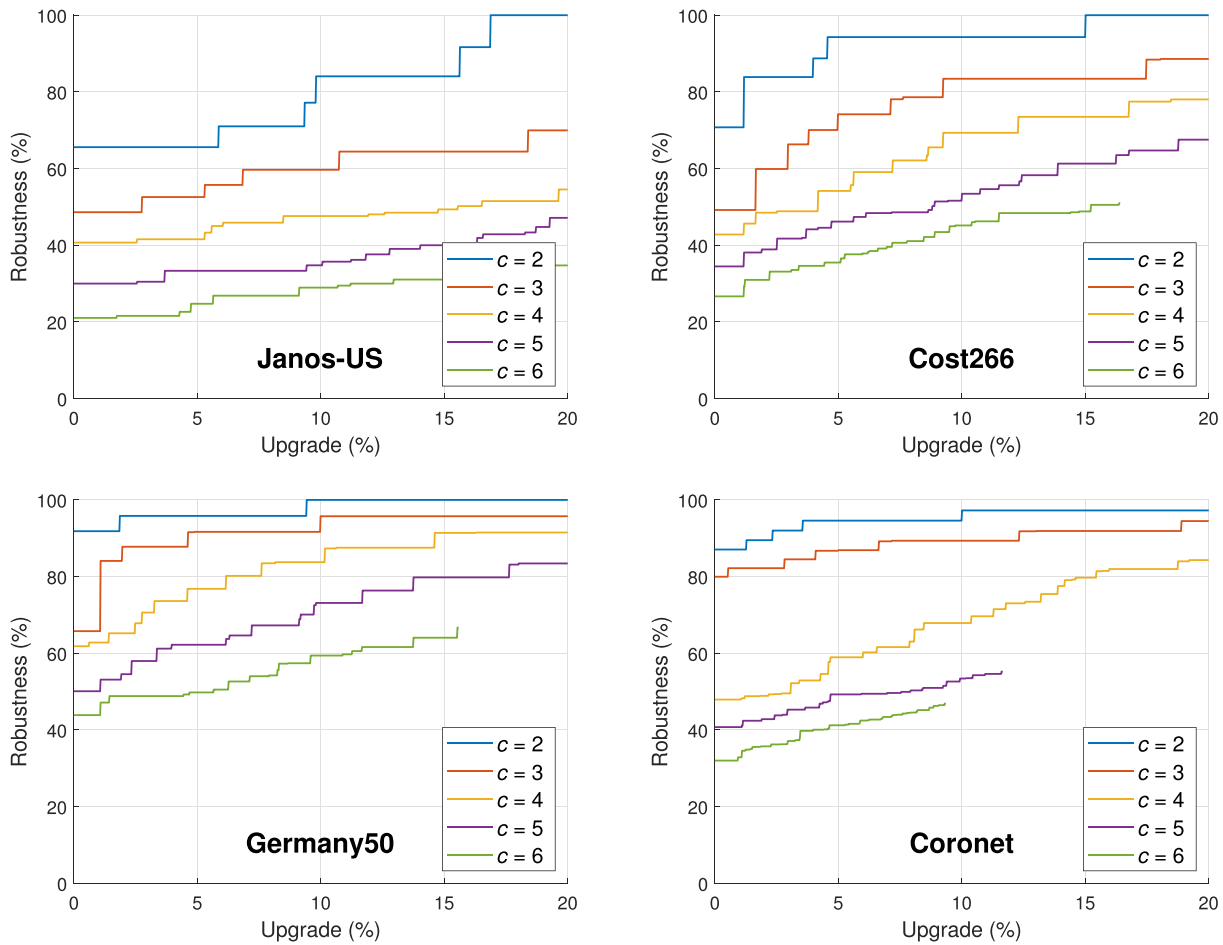 100
80
60
40
20
0
Robustness (%)
0 5 10 15 20
Upgrade (%)
Janos-US
c = 2
c = 3
c = 4
c = 5
c = 6
100
80
60
40
20
0
Robustness (%)
0 5 10 15 20
Upgrade (%)
Cost266
c = 2
c = 3
c = 4
c = 5
c = 6
100
80
60
40
20
0
Robustness (%)
0 5 10 15 20
Upgrade (%)
Germany50
c = 2
c = 3
c = 4
c = 5
c = 6
100
80
60
40
20
0
Robustness (%)
0 5 10 15 20
Upgrade (%)
Coronet
c = 2
c = 3
c = 4
c = 5
c = 6